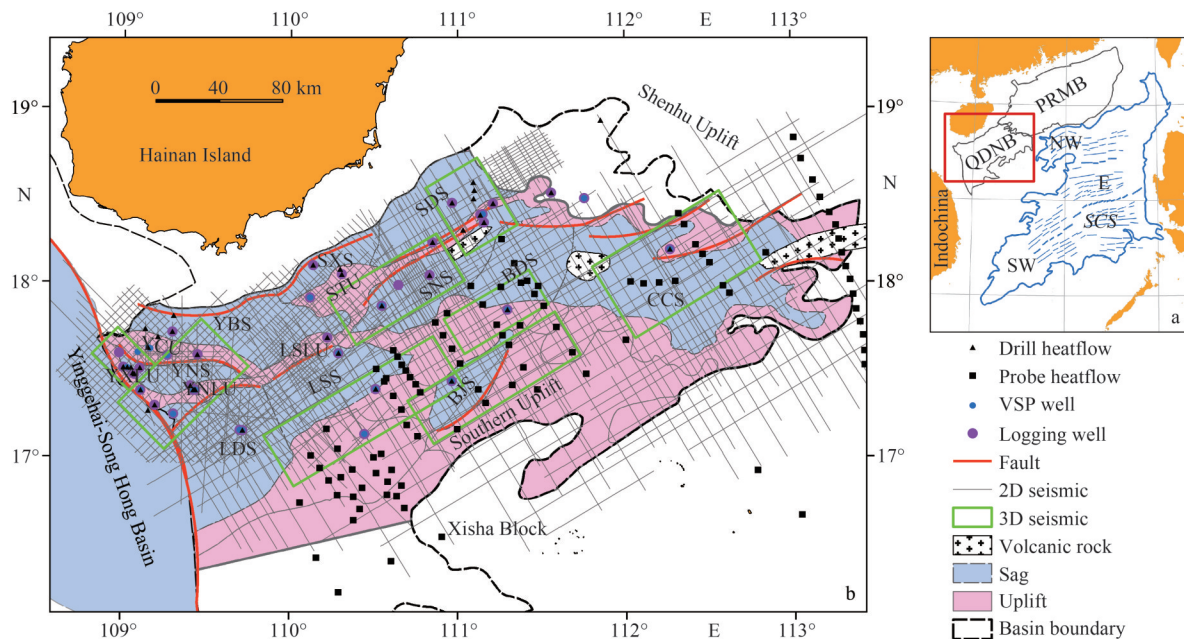 109° 110° 111° 112° E 113°
0 40 80 km
19°
Hainan Island
Shenhu Uplift
N
N
SDS
18°
18°
SXS
STU
SNS
BDS
CCS
YBS
YCU
LSLU
YNS
LSS
BJS
Southern Uplift
LDS
17°
17°
Yinggehai-Song Hong Basin
Xisha Block
b
109° 110° 111° 112° E 113°
PRMB
QDNB
NW
E
SCS
SW
Indochina
a
Drill heatflow
Probe heatflow
VSP well
Logging well
Fault
2D seismic
3D seismic
Volcanic rock
Sag
Uplift
Basin boundary